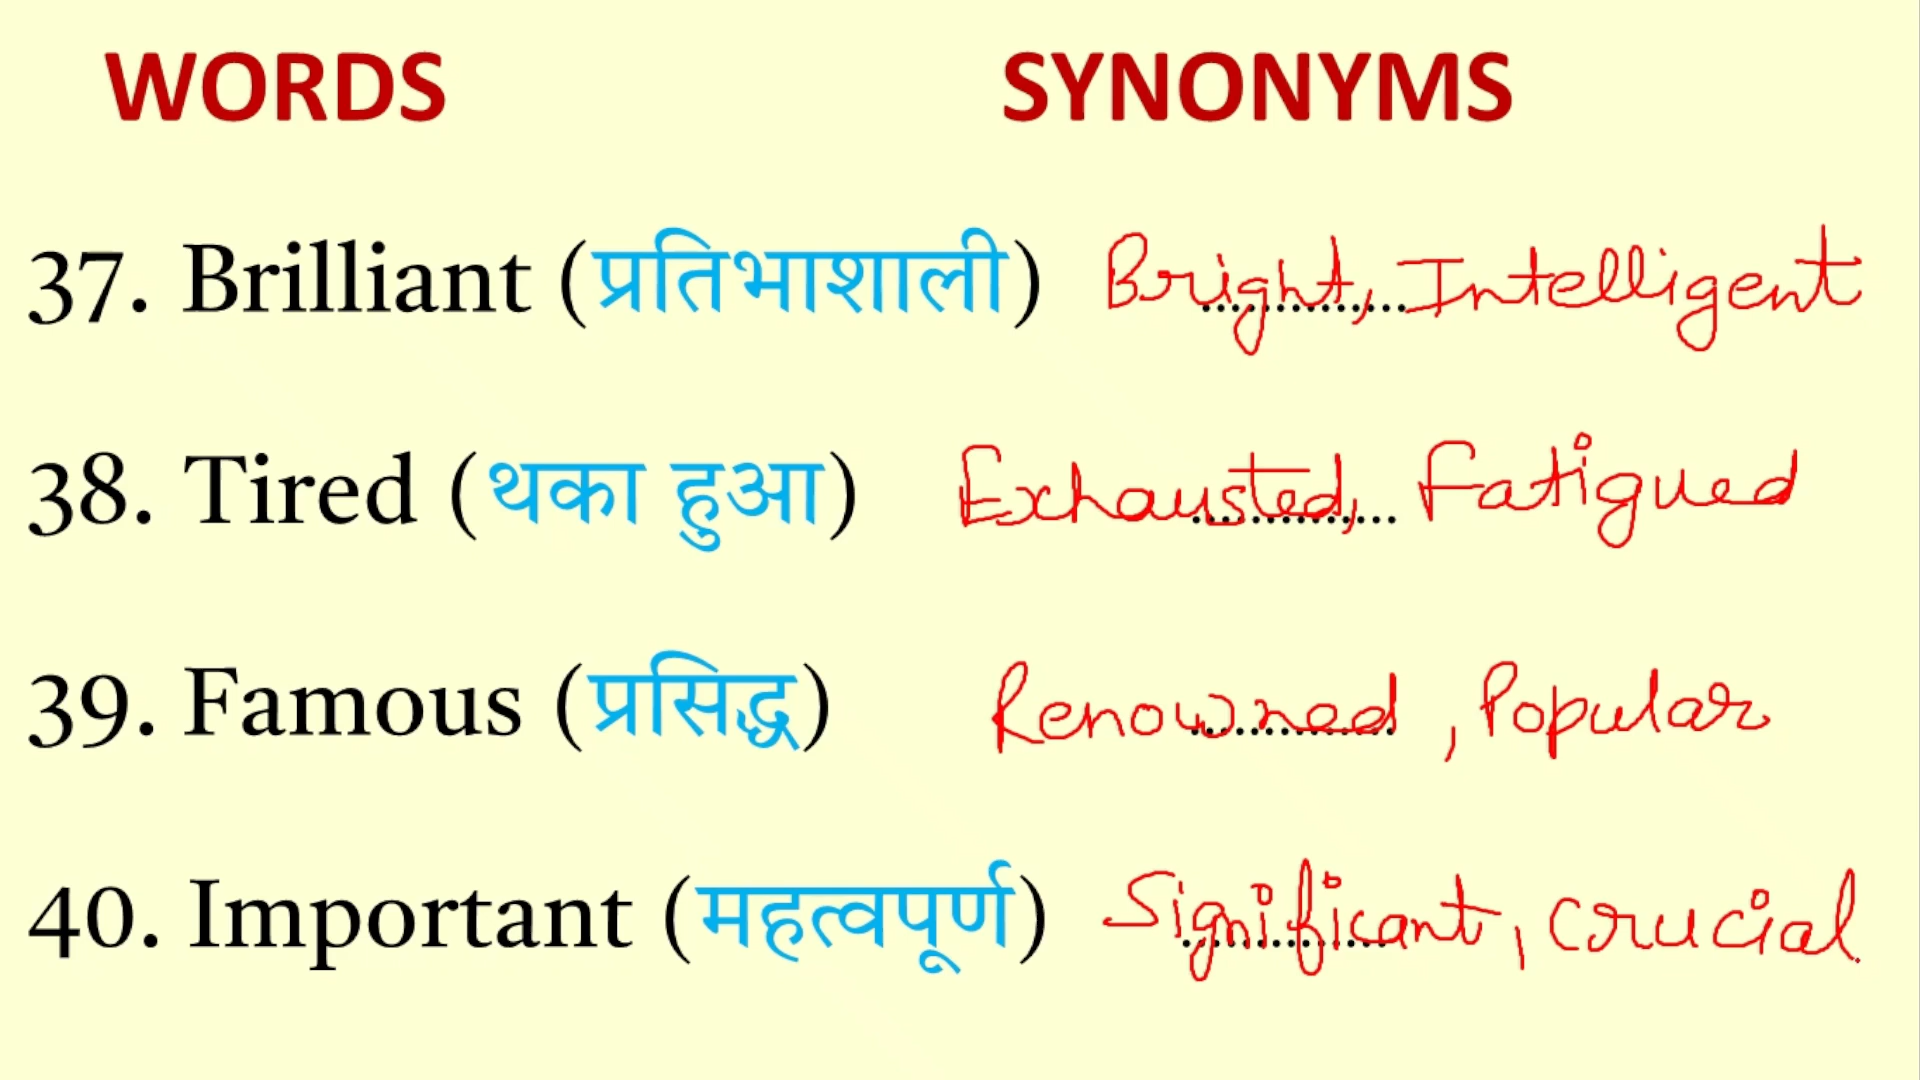 WORDS SYNONYMS
37. Brilliant (प्रतिभाशाली) Bright, Intelligent
38. Tired (थका हुआ) Exhausted, Fatigued
39. Famous (प्रसिद्ध) Renowned, Popular
40. Important (महत्वपूर्ण) Significant, Crucial